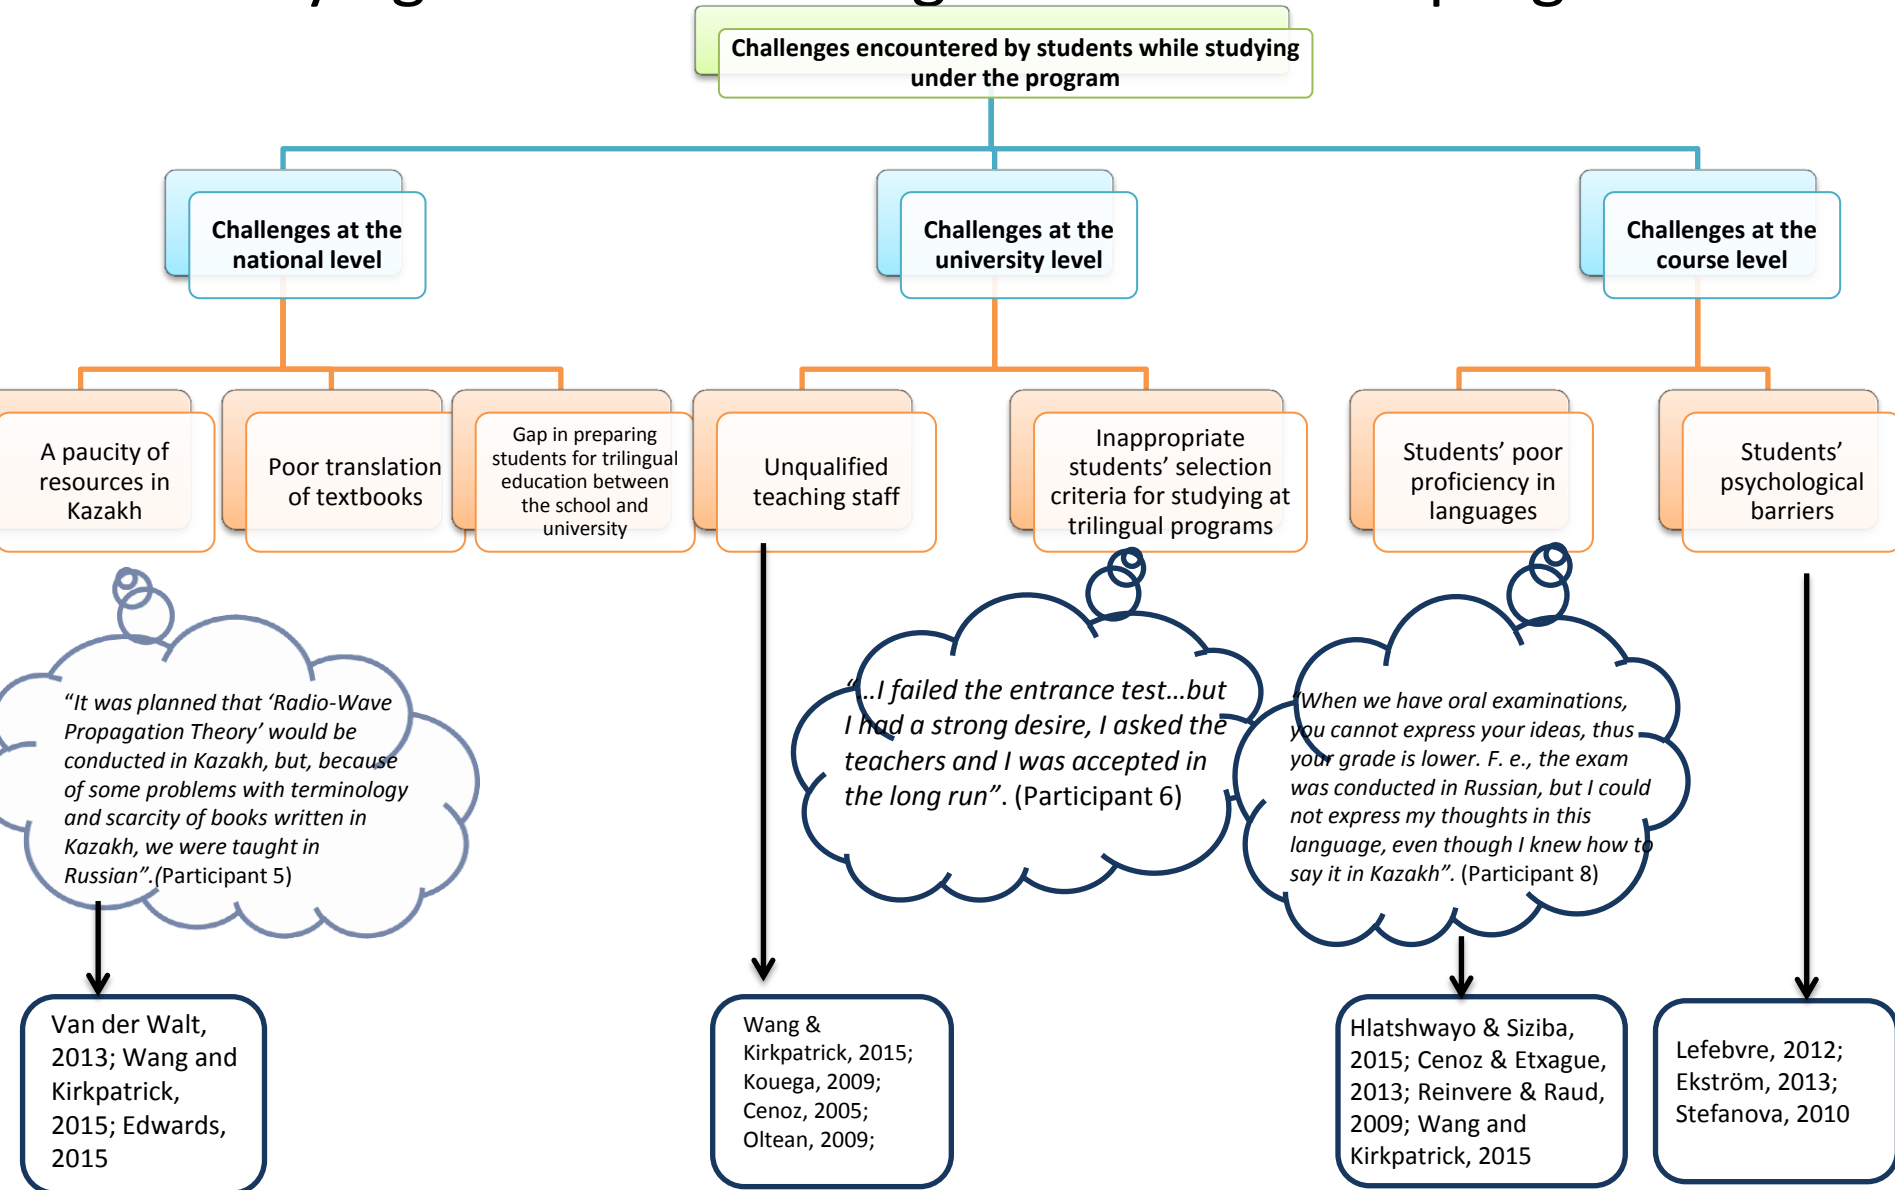 Challenges encountered by students while studying
under the program
Challenges at the
national level
Challenges at the
university level
Challenges at the
course level
A paucity of
resources in
Kazakh
Poor translation
of textbooks
Gap in preparing
students for trilingual
education between
the school and
university
Unqualified
teaching staff
Inappropriate
students’ selection
criteria for studying at
trilingual programs
Students’ poor
proficiency in
languages
Students’
psychological
barriers
“It was planned that ‘Radio-Wave
Propagation Theory’ would be
conducted in Kazakh, but, because
of some problems with terminology
and scarcity of books written in
Kazakh, we were taught in
Russian”.(Participant 5)
“…I failed the entrance test…but
I had a strong desire, I asked the
teachers and I was accepted in
the long run”. (Participant 6)
“When we have oral examinations,
you cannot express your ideas, thus
your grade is lower. F. e., the exam
was conducted in Russian, but I could
not express my thoughts in this
language, even though I knew how to
say it in Kazakh”. (Participant 8)
Van der Walt,
2013; Wang and
Kirkpatrick,
2015; Edwards,
2015
Wang &
Kirkpatrick, 2015;
Kouega, 2009;
Cenoz, 2005;
Oltean, 2009;
Hlatshwayo & Siziba,
2015; Cenoz & Etxague,
2013; Reinvere & Raud,
2009; Wang and
Kirkpatrick, 2015
Lefebvre, 2012;
Ekström, 2013;
Stefanova, 2010